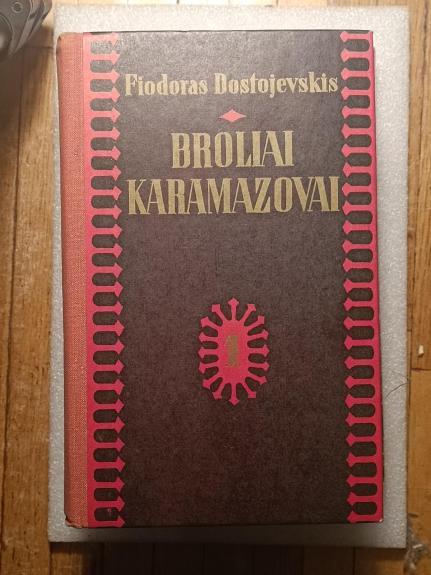 Fiodoras Dostojevskis
BROLIAI
KARAMAZOVAI
1